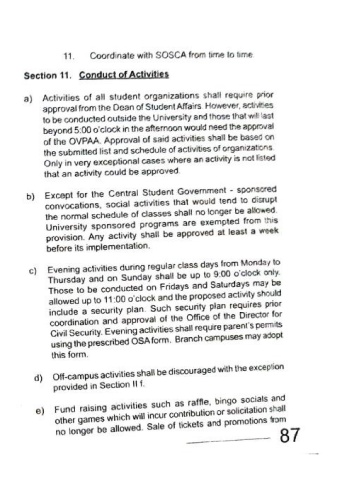 11. Coordinate with SOSCA from time to time
Section 11. Conduct of Activities
a) Activities of all student organizations shall require prior
approval from the Dean of Student Affairs. However, activities
to be conducted outside the University and those that will last
beyond 5:00 o'clock in the afternoon would need the approval
of the OVPAA. Approval of said activities shall be based on
the submitted list and schedule of activities of organizations.
Only in very exceptional cases where an activity is not listed
that an activity could be approved.
b) Except for the Central Student Government - sponsored
convocations, social activities that would tend to disrupt
the normal schedule of classes shall no longer be allowed.
University sponsored programs are exempted from this
provision. Any activity shall be approved at least a week
before its implementation.
c) Evening activities during regular class days from Monday to
Thursday and on Sunday shall be up to 9:00 o'clock only.
Those to be conducted on Fridays and Saturdays may be
allowed up to 11:00 o'clock and the proposed activity should
include a security plan. Such security plan requires prior
coordination and approval of the Office of the Director for
Civil Security. Evening activities shall require parent's permits
using the prescribed OSA form. Branch campuses may adopt
this form.
d) Off-campus activities shall be discouraged with the exception
provided in Section II f.
e) Fund raising activities such as raffle, bingo socials and
other games which will incur contribution or solicitation shall
no longer be allowed. Sale of tickets and promotions from
87